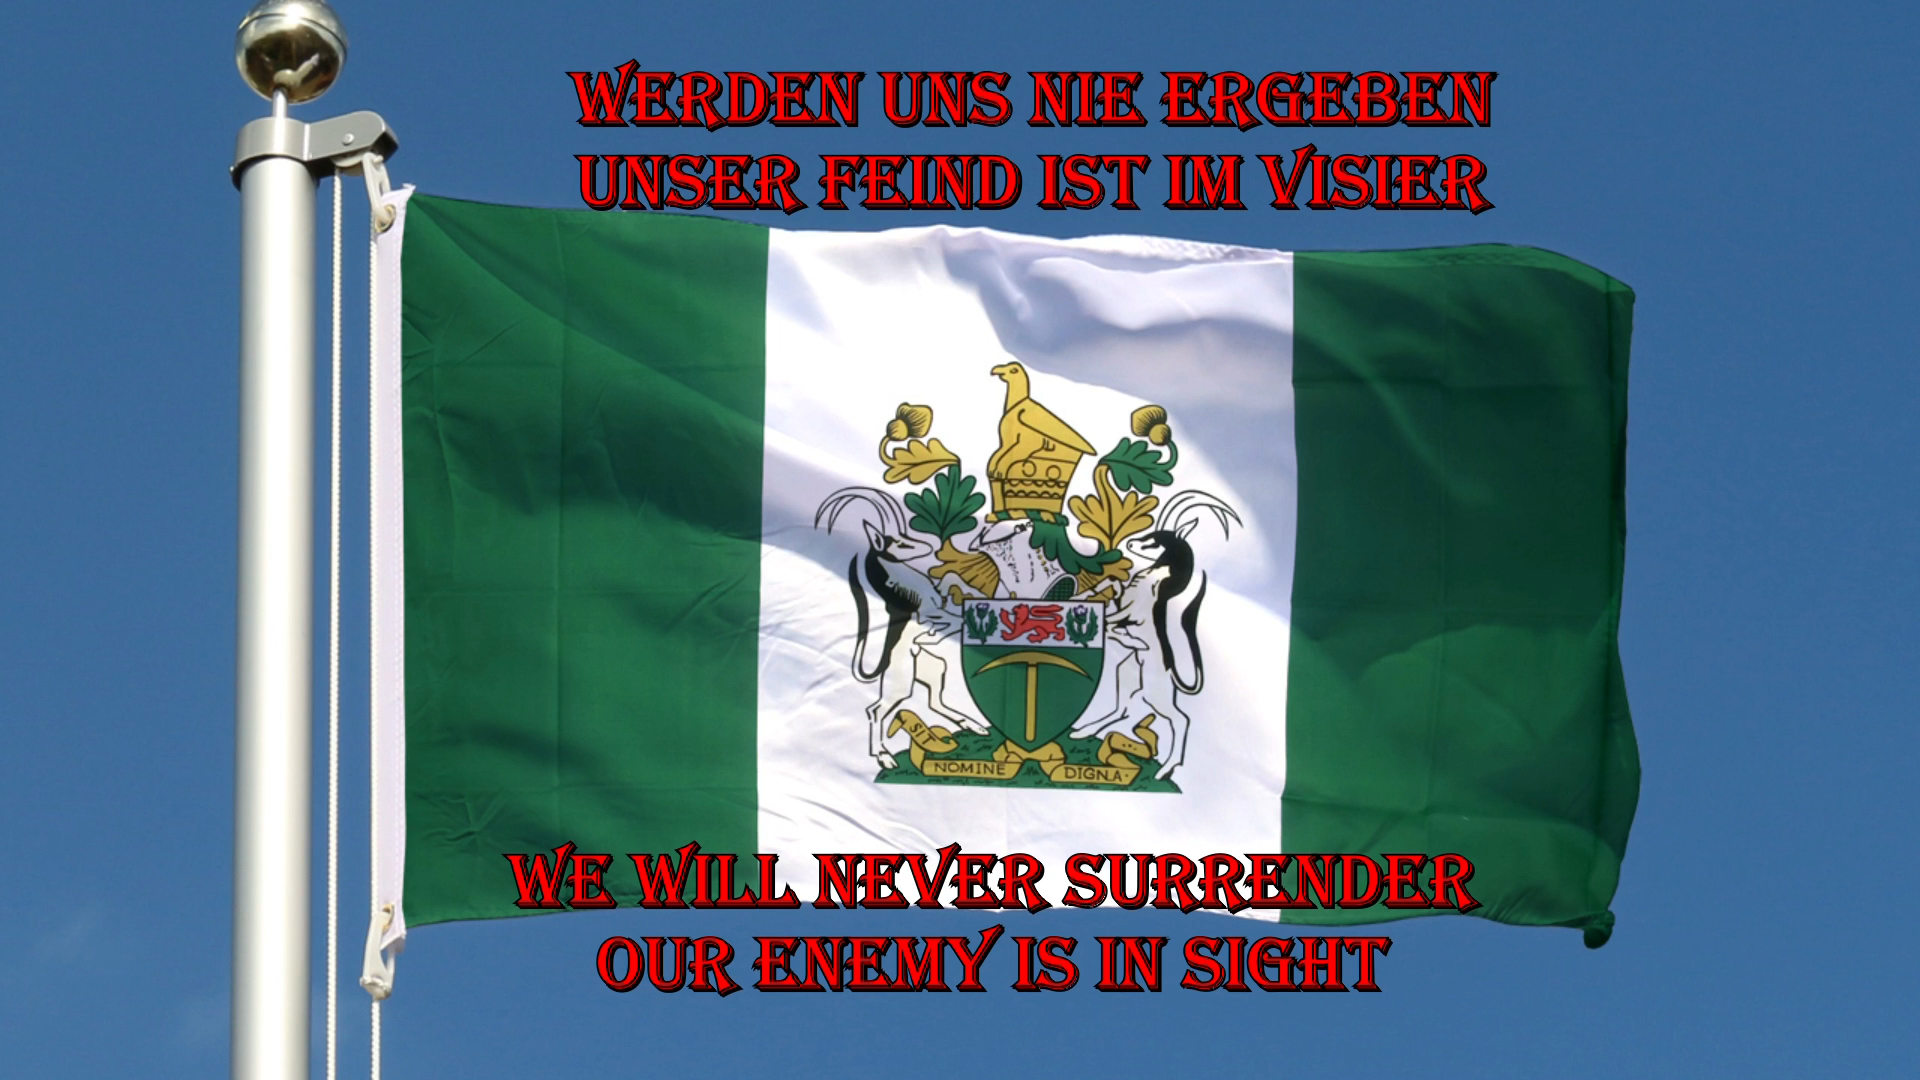 WERDEN UNS NIE ERGEBEN
UNSER FEIND IST IM VISIER
SIT
NOMINE
DIGNA
WE WILL NEVER SURRENDER
OUR ENEMY IS IN SIGHT